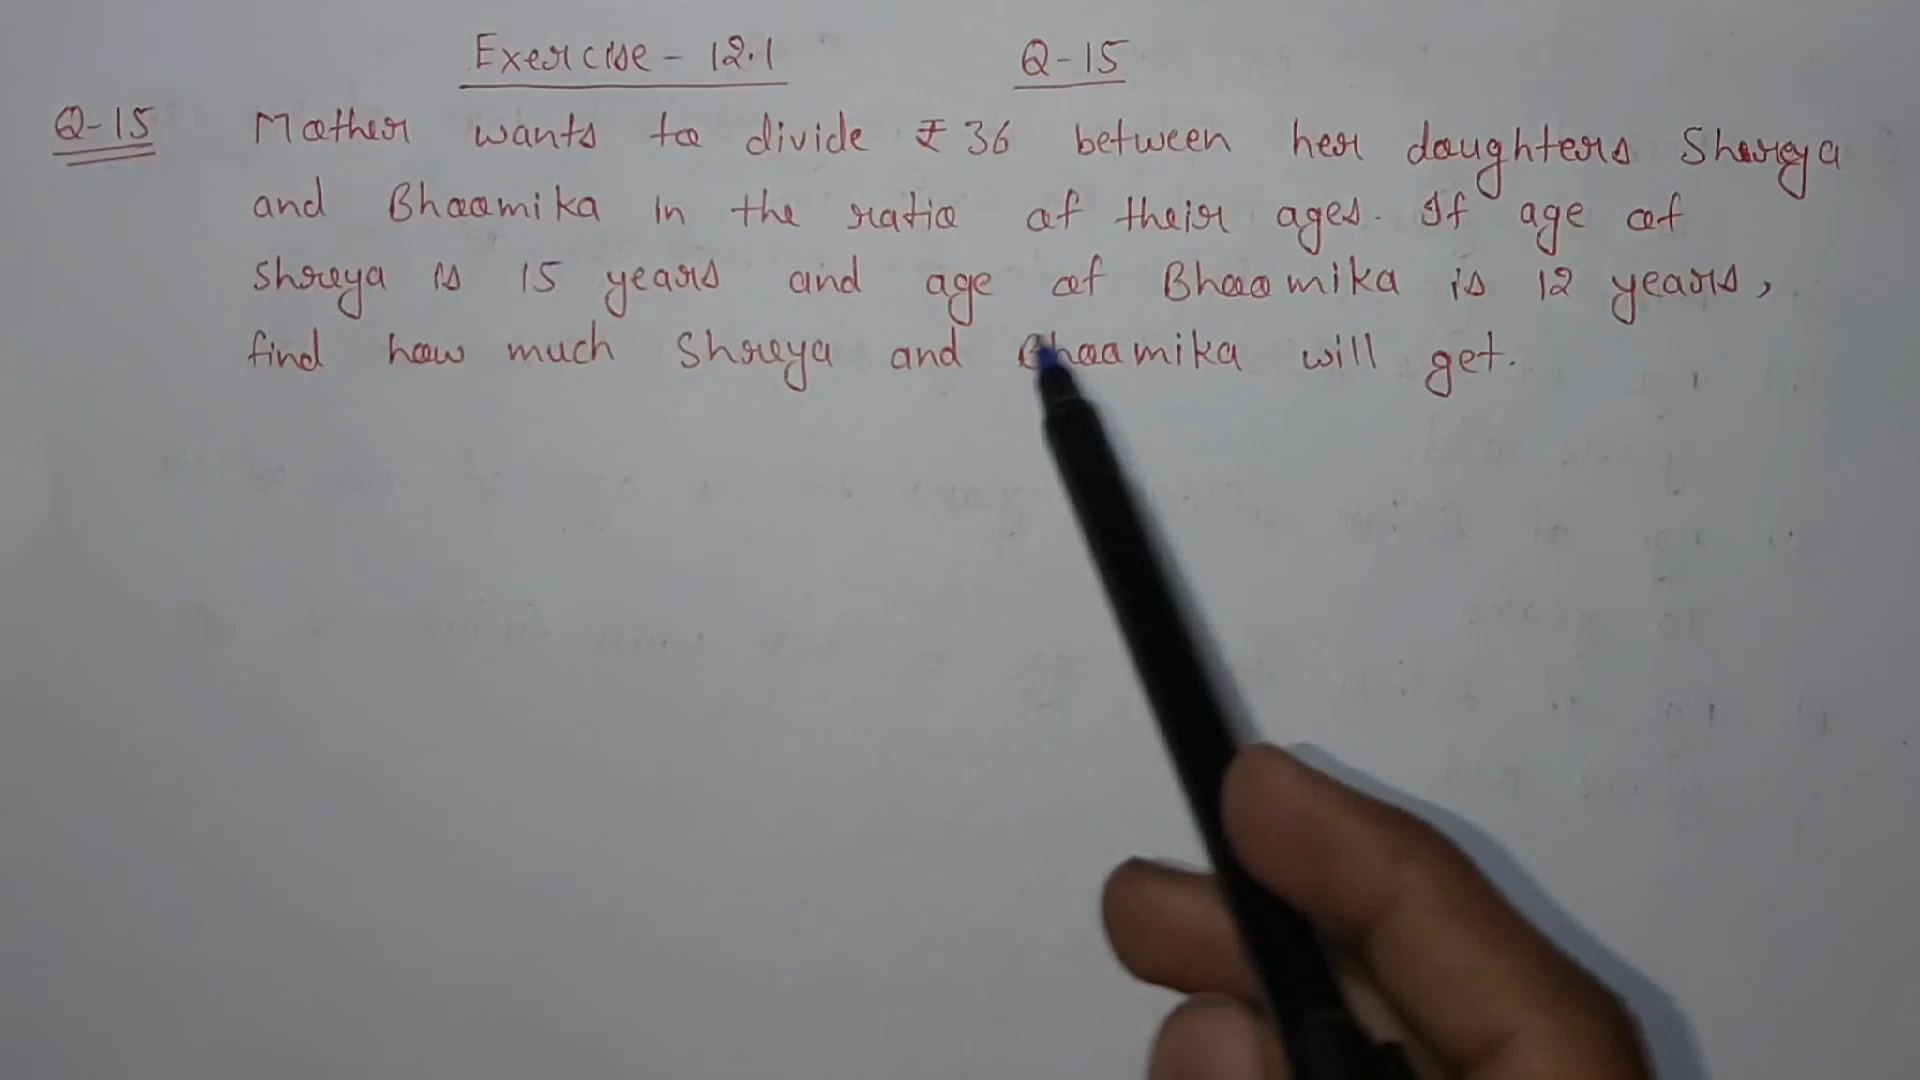 Exercise - 12.1 Q-15
Q-15 Mother wants to divide ₹ 36 between her daughters Shreya
and Bhoomika in the ratio of their ages. If age of
Shreya is 15 years and age of Bhoomika is 12 years,
find how much Shreya and Bhoomika will get.